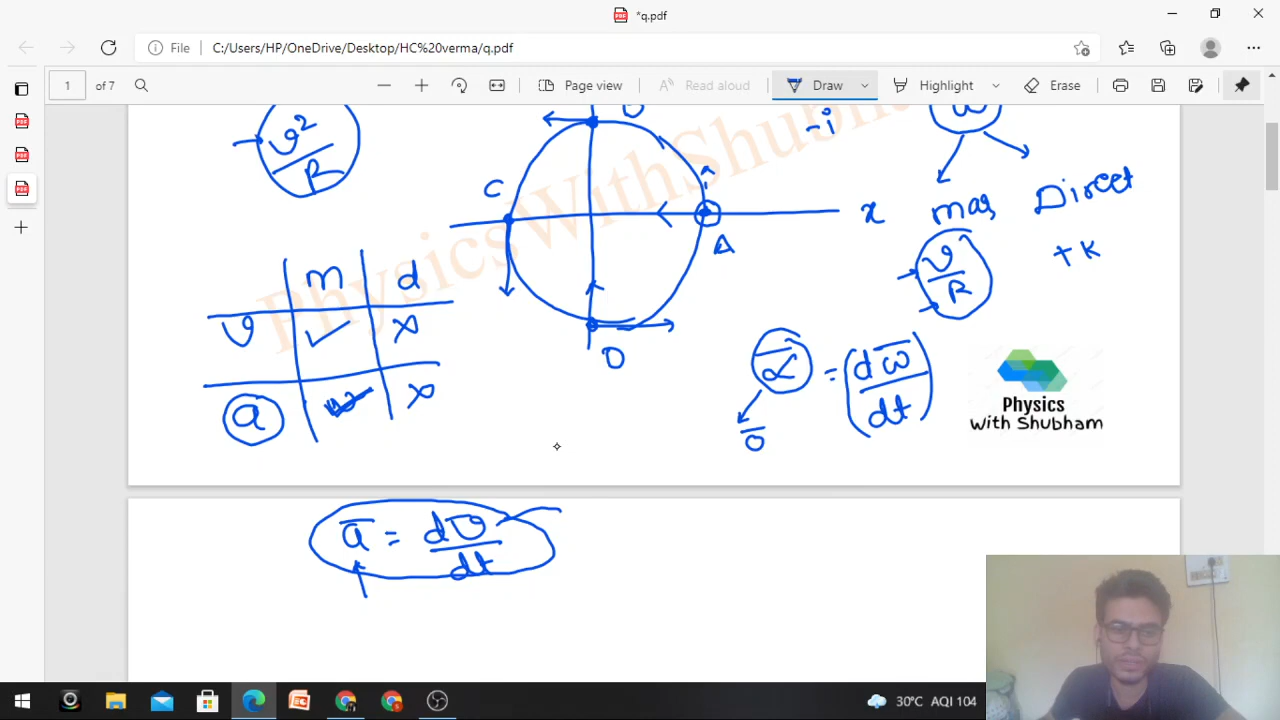 *q.pdf
File C:/Users/HP/OneDrive/Desktop/HC%20verma/q.pdf
1 of 7 Page view Read aloud Draw Highlight Erase
PhysicsWithShubham
v²/R
-i
ω
C
x
A
D
mag Direct
v/R +k
m d
v ✓ x
a x
α = (dω/dt)
0
Physics
With Shubham
a = dv/dt
30°C AQI 104